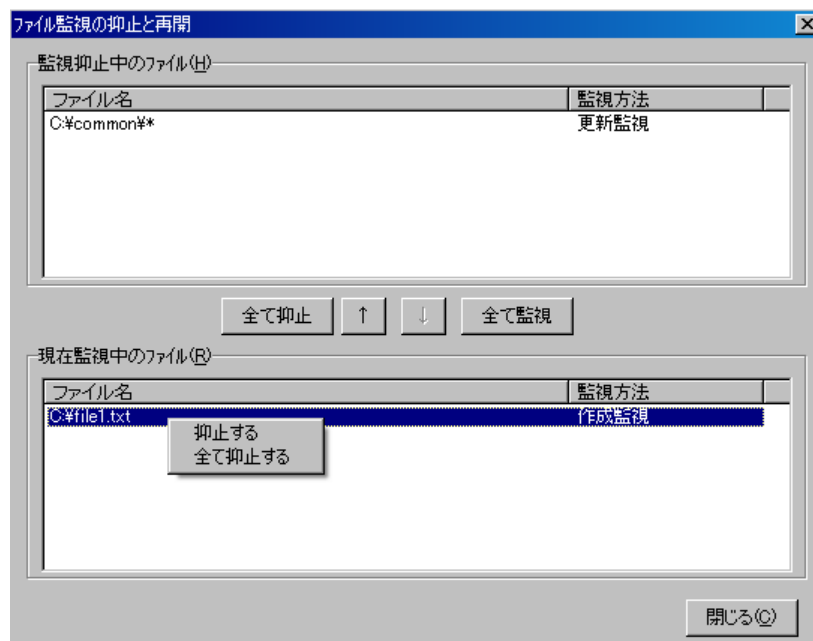 ファイル監視の抑止と再開
監視抑止中のファイル(H)
ファイル名 監視方法
C:¥common¥* 更新監視
全て抑止 ↑ ↓ 全て監視
現在監視中のファイル(R)
ファイル名 監視方法
C:¥file1.txt 作成監視
抑止する
全て抑止する
閉じる(C)